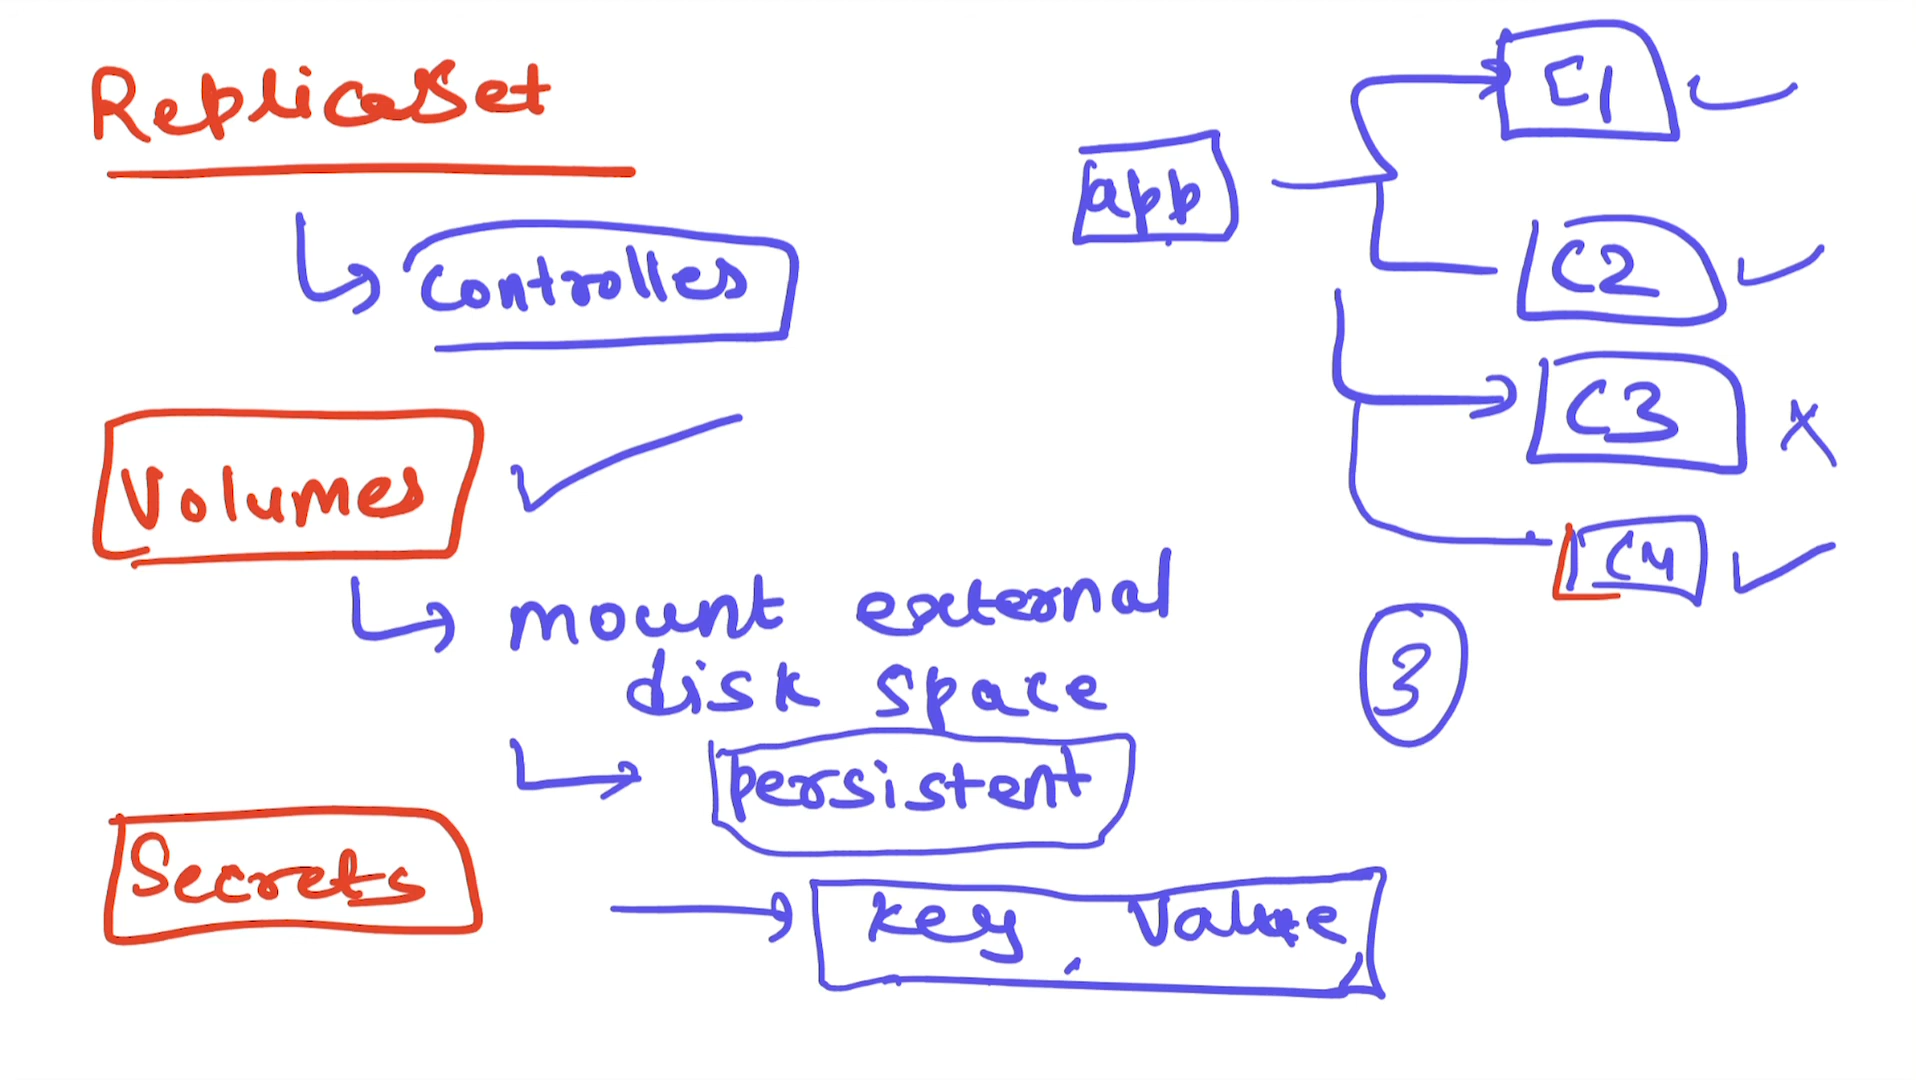 ReplicaSet
Controller
Volumes
mount external
disk space
persistent
Secrets
key, Value
app
C1
C2
C3
C4
3